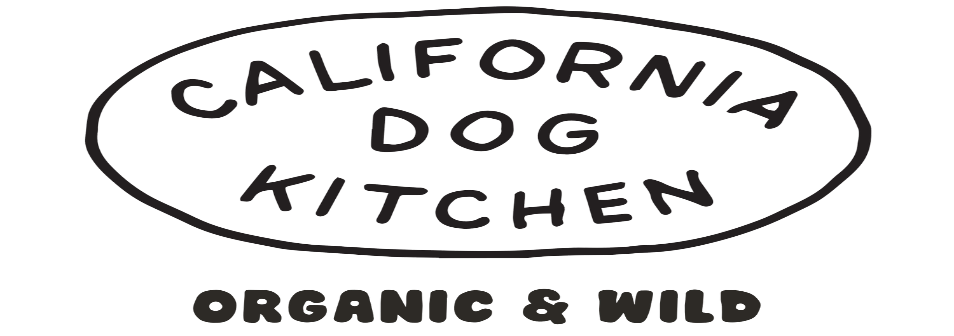 CALIFORNIA
DOG
KITCHEN
ORGANIC & WILD